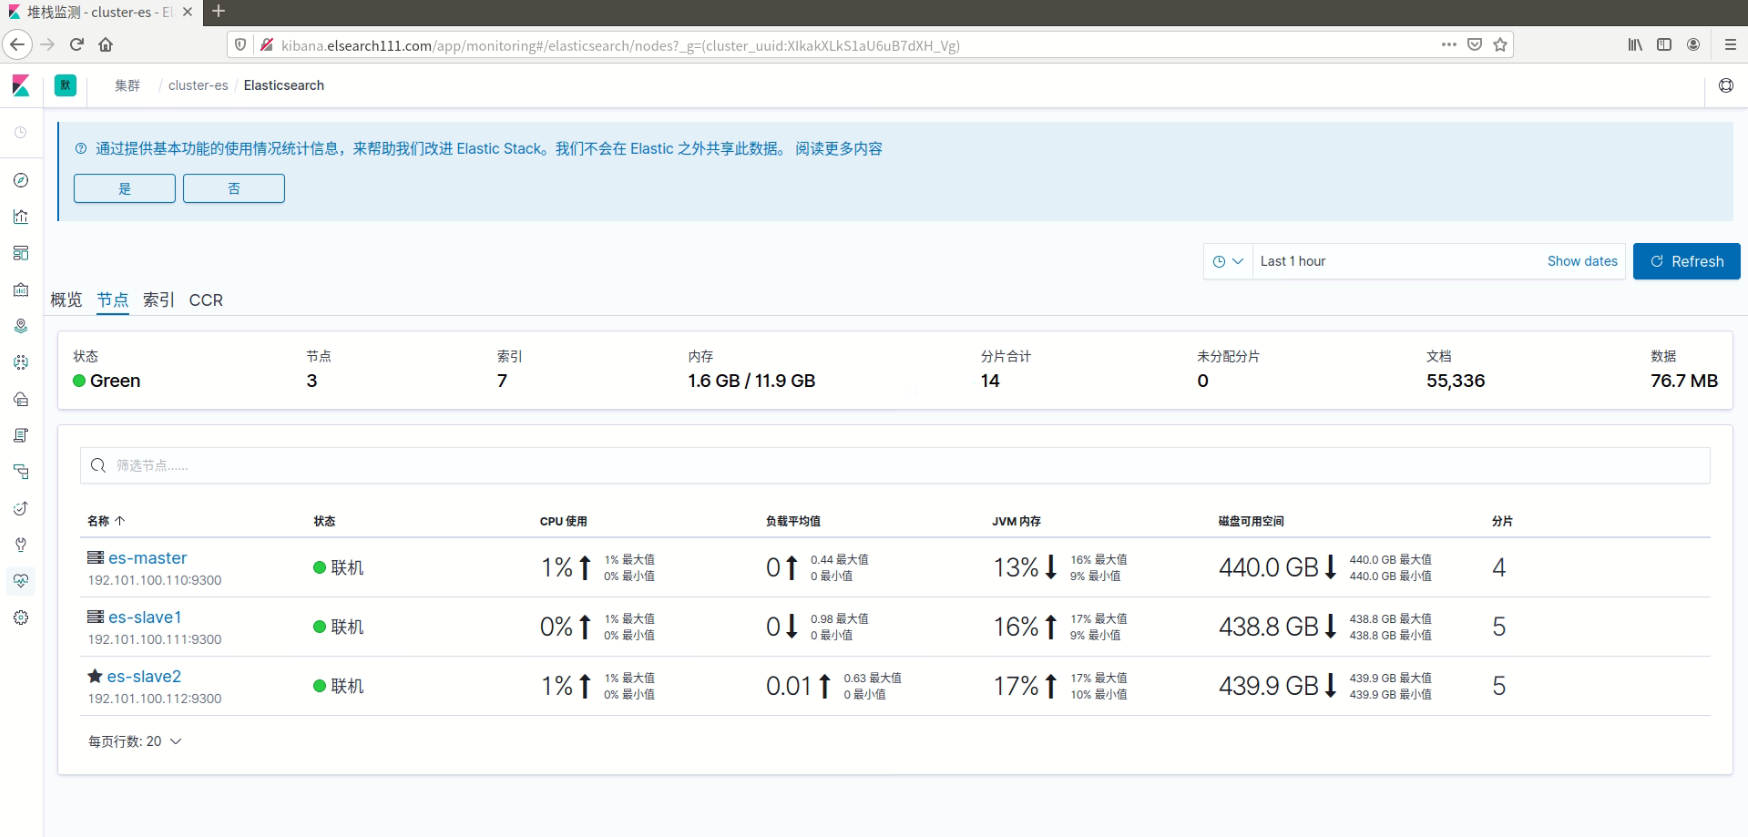 堆栈监测 - cluster-es - El
kibana.elsearch111.com/app/monitoring#/elasticsearch/nodes?_g=(cluster_uuid:XIkakXLkS1aU6uB7dXH_Vg)
默 集群 / cluster-es / Elasticsearch
通过提供基本功能的使用情况统计信息，来帮助我们改进 Elastic Stack。我们不会在 Elastic 之外共享此数据。 阅读更多内容
是 否
Last 1 hour Show dates Refresh
概览 节点 索引 CCR
状态 节点 索引 内存 分片合计 未分配分片 文档 数据
Green 3 7 1.6 GB / 11.9 GB 14 0 55,336 76.7 MB
筛选节点......
名称 ↑ 状态 CPU 使用 负载平均值 JVM 内存 磁盘可用空间 分片
es-master 联机 1% ↑ 1% 最大值 0 ↑ 0.44 最大值 13% ↓ 16% 最大值 440.0 GB ↓ 440.0 GB 最大值 4
192.101.100.110:9300 0% 最小值 0 最小值 9% 最小值 440.0 GB 最小值
es-slave1 联机 0% ↑ 1% 最大值 0 ↓ 0.98 最大值 16% ↑ 17% 最大值 438.8 GB ↓ 438.8 GB 最大值 5
192.101.100.111:9300 0% 最小值 0 最小值 9% 最小值 438.8 GB 最小值
es-slave2 联机 1% ↑ 1% 最大值 0.01 ↑ 0.63 最大值 17% ↑ 17% 最大值 439.9 GB ↓ 439.9 GB 最大值 5
192.101.100.112:9300 0% 最小值 0 最小值 10% 最小值 439.9 GB 最小值
每页行数: 20